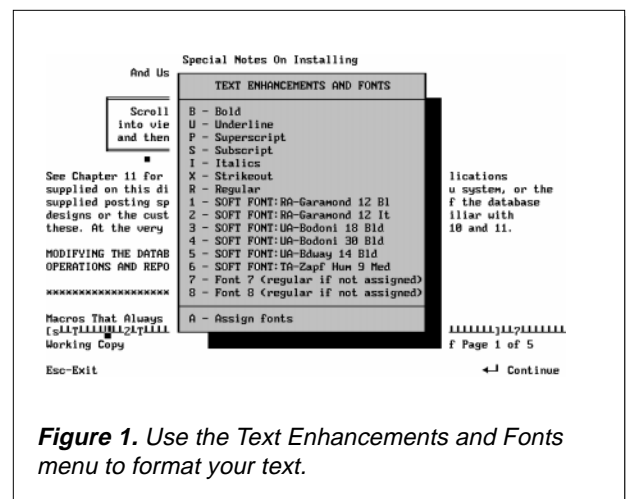 Special Notes On Installing
And Us
TEXT ENHANCEMENTS AND FONTS
Scroll
into vie
and then
B - Bold
U - Underline
P - Superscript
S - Subscript
I - Italics
X - Strikeout
R - Regular
1 - SOFT FONT:RA-Garamond 12 Bl
2 - SOFT FONT:RA-Garamond 12 It
3 - SOFT FONT:UA-Bodoni 18 Bld
4 - SOFT FONT:UA-Bodoni 30 Bld
5 - SOFT FONT:UA-Bdway 14 Bld
6 - SOFT FONT:TA-Zapf Hum 9 Med
7 - Font 7 (regular if not assigned)
8 - Font 8 (regular if not assigned)
A - Assign fonts
See Chapter 11 for lications
supplied on this di u system, or the
supplied posting sp f the database
designs or the cust iliar with
these. At the very 10 and 11.
MODIFYING THE DATAB
OPERATIONS AND REPO
*******************
Macros That Always
Working Copy f Page 1 of 5
Esc-Exit ↵ Continue
Figure 1. Use the Text Enhancements and Fonts
menu to format your text.